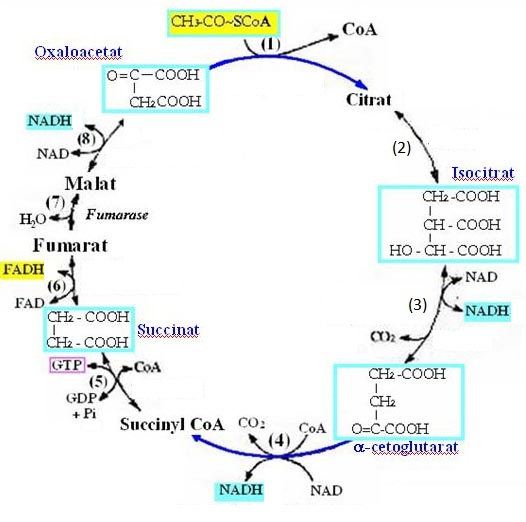 CH3-CO~SCoA
(1)
CoA
Oxaloacetat
O=C-COOH
CH2COOH
Citrat
(2)
Isocitrat
CH2-COOH
CH-COOH
HO-CH-COOH
(3)
NAD
NADH
CO2
CH2-COOH
CH2
O=C-COOH
α-cetoglutarat
(4)
CO2
CoA
NADH
NAD
Succinyl CoA
(5)
GTP
CoA
GDP
+ Pi
CH2-COOH
CH2-COOH
Succinat
(6)
FADH
FAD
Fumarat
(7)
H2O
Fumarase
Malat
(8)
NADH
NAD